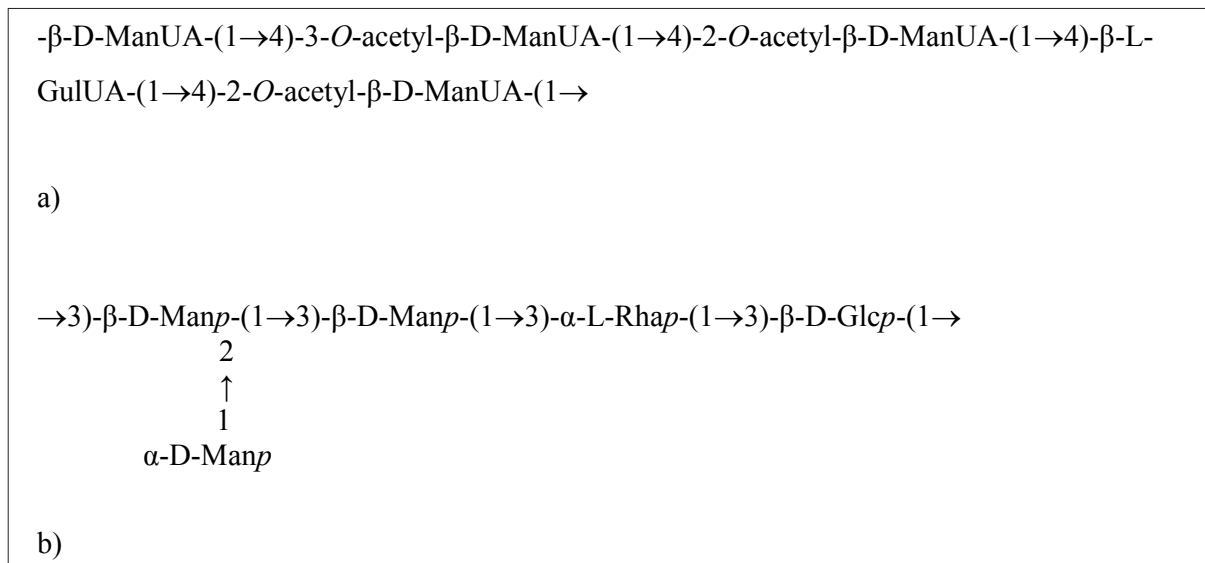 -β-D-ManUA-(1→4)-3-O-acetyl-β-D-ManUA-(1→4)-2-O-acetyl-β-D-ManUA-(1→4)-β-L-
GulUA-(1→4)-2-O-acetyl-β-D-ManUA-(1→
a)
→3)-β-D-Manp-(1→3)-β-D-Manp-(1→3)-α-L-Rhap-(1→3)-β-D-Glcp-(1→
2
↑
1
α-D-Manp
b)